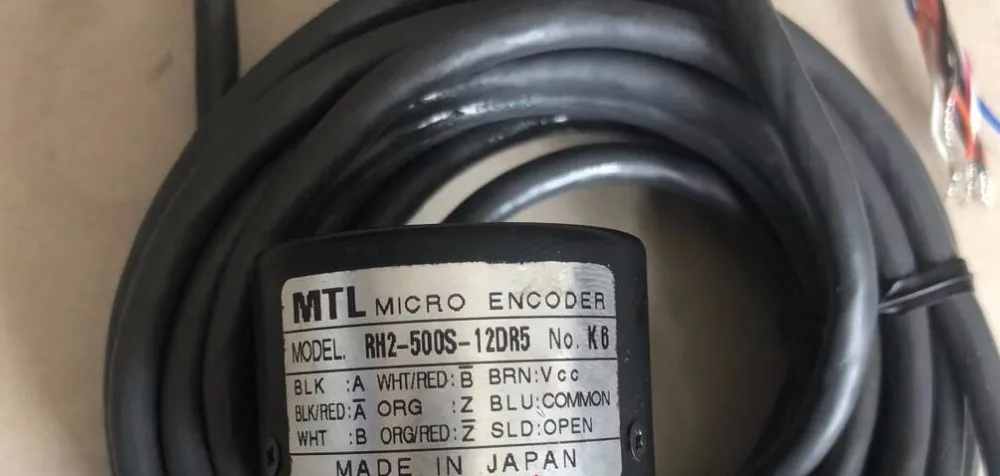 MTL MICRO ENCODER
MODEL. RH2-500S-12DR5 No. K6
BLK :A WHT/RED:B̅ BRN:Vcc
BLK/RED:A̅ ORG :Z BLU:COMMON
WHT :B ORG/RED:Z̅ SLD:OPEN
MADE IN JAPAN